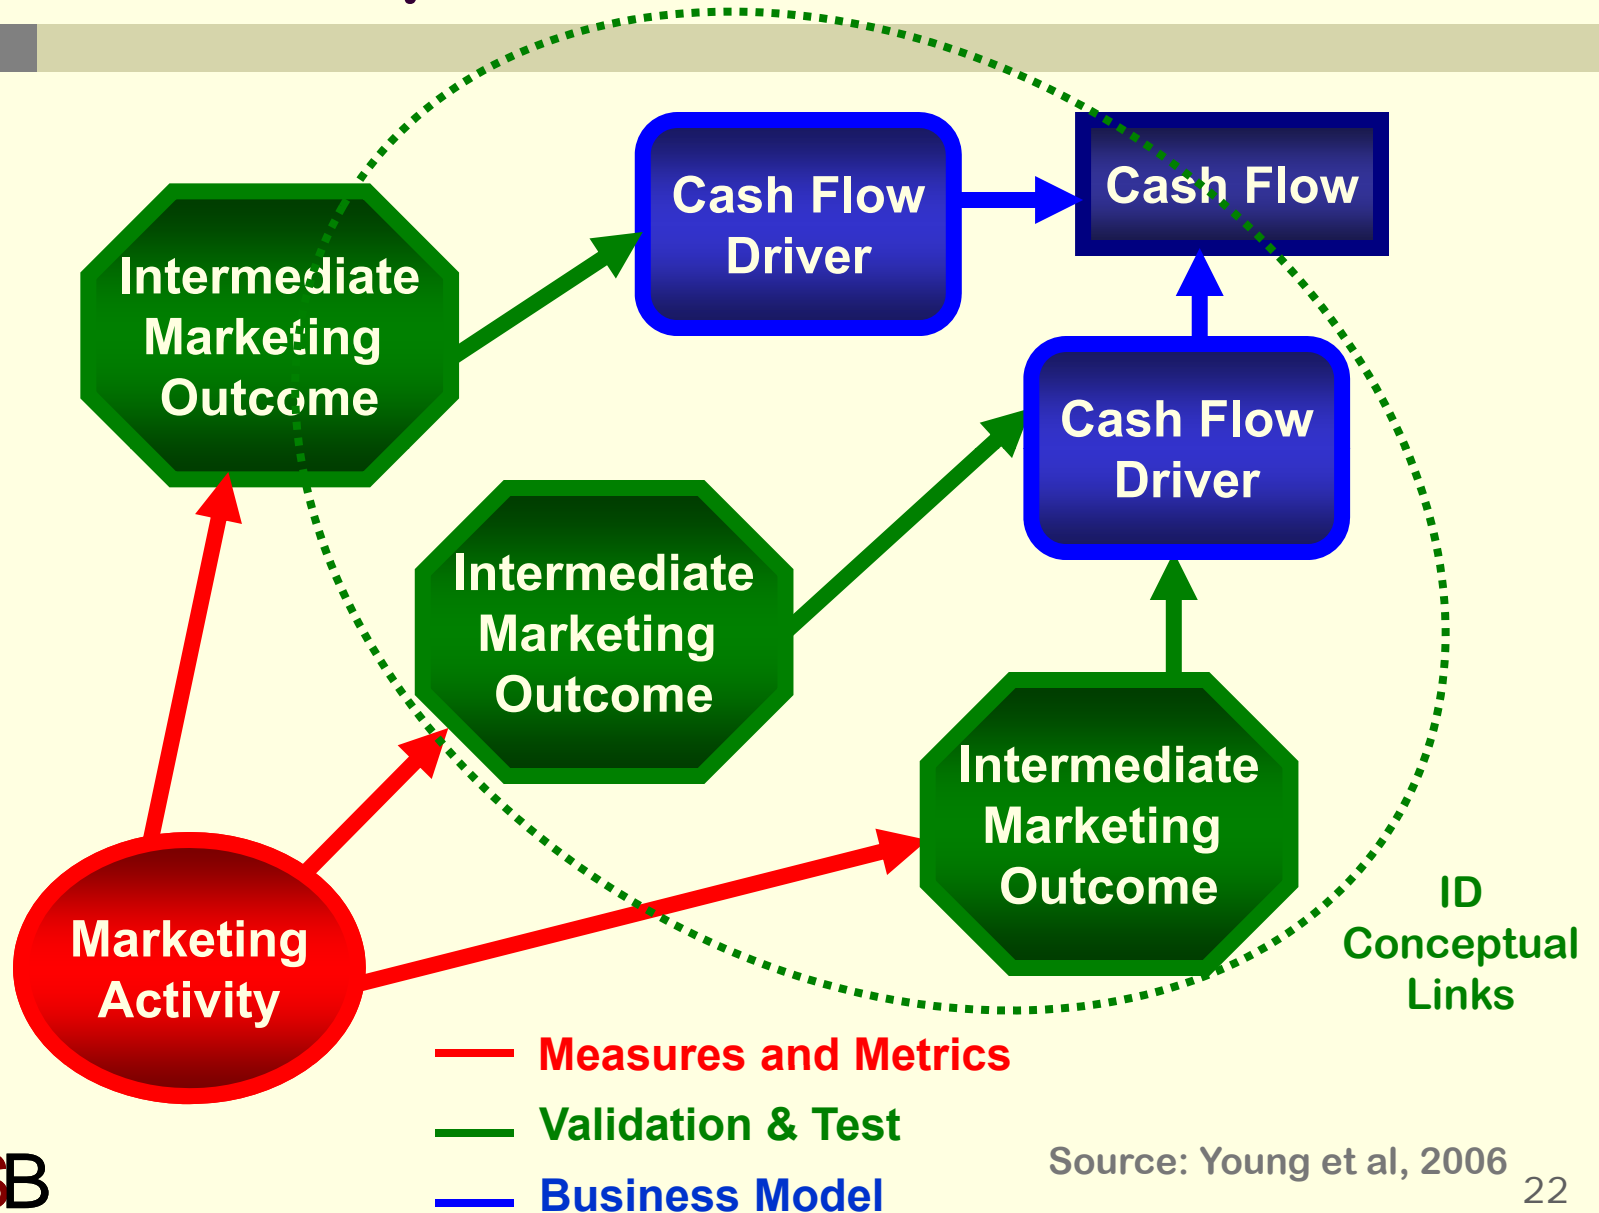 Cash Flow
Driver
Cash Flow
Intermediate
Marketing
Outcome
Cash Flow
Driver
Intermediate
Marketing
Outcome
Intermediate
Marketing
Outcome
Marketing
Activity
ID
Conceptual
Links
Measures and Metrics
Validation & Test
Business Model
Source: Young et al, 2006
22
B